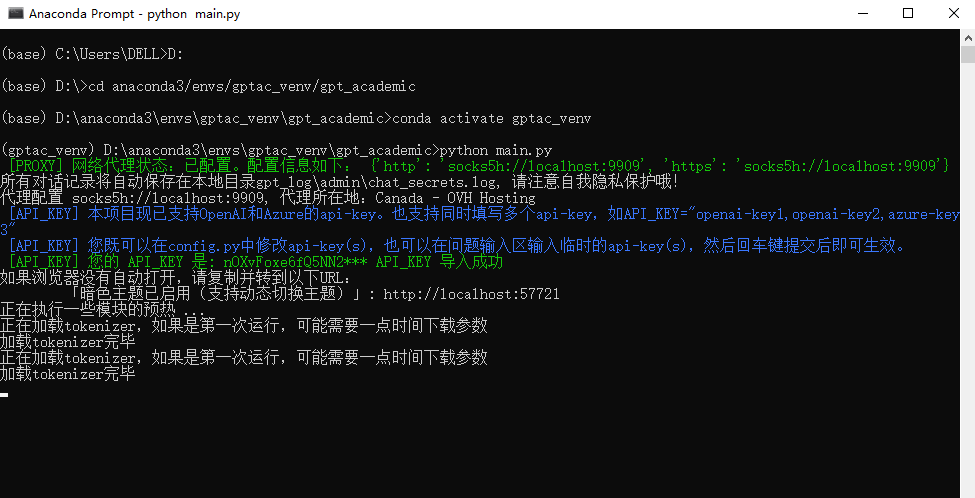 Anaconda Prompt - python  main.py
(base) C:\Users\DELL>D:
(base) D:\>cd anaconda3/envs/gptac_venv/gpt_academic
(base) D:\anaconda3\envs\gptac_venv\gpt_academic>conda activate gptac_venv
(gptac_venv) D:\anaconda3\envs\gptac_venv\gpt_academic>python main.py
[PROXY] 网络代理状态：已配置。配置信息如下： {'http': 'socks5h://localhost:9909', 'https': 'socks5h://localhost:9909'}
所有对话记录将自动保存在本地目录gpt_log\admin\chat_secrets.log, 请注意自我隐私保护哦！
代理配置 socks5h://localhost:9909, 代理所在地：Canada - OVH Hosting
[API_KEY] 本项目现已支持OpenAI和Azure的api-key。也支持同时填写多个api-key，如API_KEY="openai-key1,openai-key2,azure-key
3"
[API_KEY] 您既可以在config.py中修改api-key(s)，也可以在问题输入区输入临时的api-key(s)，然后回车键提交后即可生效。
[API_KEY] 您的 API_KEY 是: nOXvFoxe6fQ5NN2*** API_KEY 导入成功
如果浏览器没有自动打开，请复制并转到以下URL：
「暗色主题已启用（支持动态切换主题）」: http://localhost:57721
正在执行一些模块的预热 ...
正在加载tokenizer，如果是第一次运行，可能需要一点时间下载参数
加载tokenizer完毕
正在加载tokenizer，如果是第一次运行，可能需要一点时间下载参数
加载tokenizer完毕